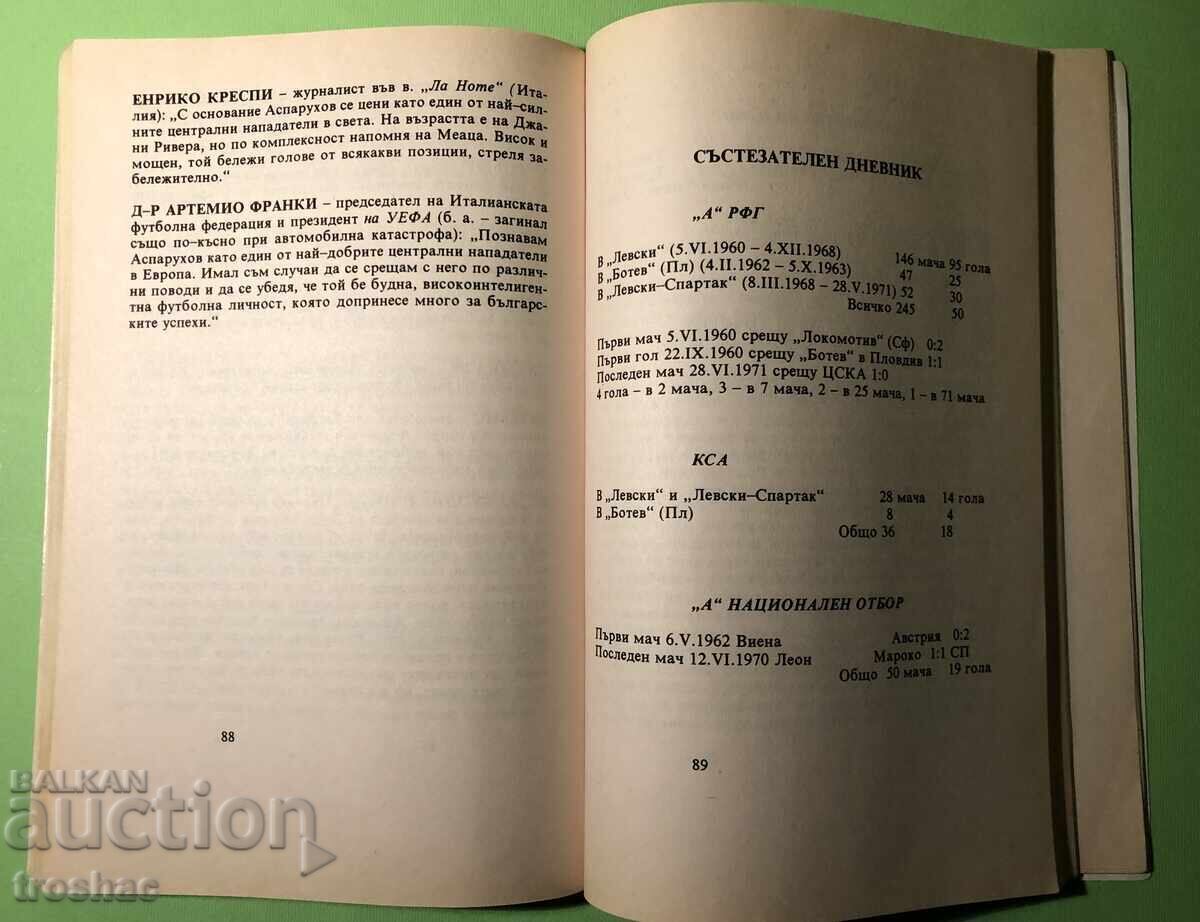 ЕНРИКО КРЕСПИ – журналист във в. „Ла Ноте“ (Ита-
лия): „С основание Аспарухов се цени като един от най–сил-
ните централни нападатели в света. На възрастта е на Джа-
ни Ривера, но по комплексност напомня на Меаца. Висок и
мощен, той бележи голове от всякакви позиции, стреля за-
бележително.“
Д–Р АРТЕМИО ФРАНКИ – председател на Италианската
футболна федерация и президент на УЕФА (б. а. – загинал
също по–късно при автомобилна катастрофа): „Познавам
Аспарухов като един от най–добрите централни нападатели
в Европа. Имал съм случаи да се срещам с него по различ-
ни поводи и да се убедя, че той бе будна, високоинтелиген-
тна футболна личност, която допринесе много за български-
ските успехи.“
88
СЪСТЕЗАТЕЛЕН ДНЕВНИК
„А“ РФГ
В „Левски“ (5.VI.1960 – 4.XII.1968) 146 мача 95 гола
В „Ботев“ (Пл) (4.II.1962 – 5.X.1963) 47 25
В „Левски–Спартак“ (8.III.1968 – 28.V.1971) 52 30
Всичко 245 50
Първи мач 5.VI.1960 срещу „Локомотив“ (Сф) 0:2
Първи гол 22.IX.1960 срещу „Ботев“ в Пловдив 1:1
Последен мач 28.VI.1971 срещу ЦСКА 1:0
4 гола – в 2 мача, 3 – в 7 мача, 2 – в 25 мача, 1 – в 71 мача
КСА
В „Левски“ и „Левски–Спартак“ 28 мача 14 гола
В „Ботев“ (Пл) 8 4
Общо 36 18
„А“ НАЦИОНАЛЕН ОТБОР
Първи мач 6.V.1962 Виена Австрия 0:2
Последен мач 12.VI.1970 Леон Мароко 1:1 СП
Общо 50 мача 19 гола
89
BALKAN
auction
troshac